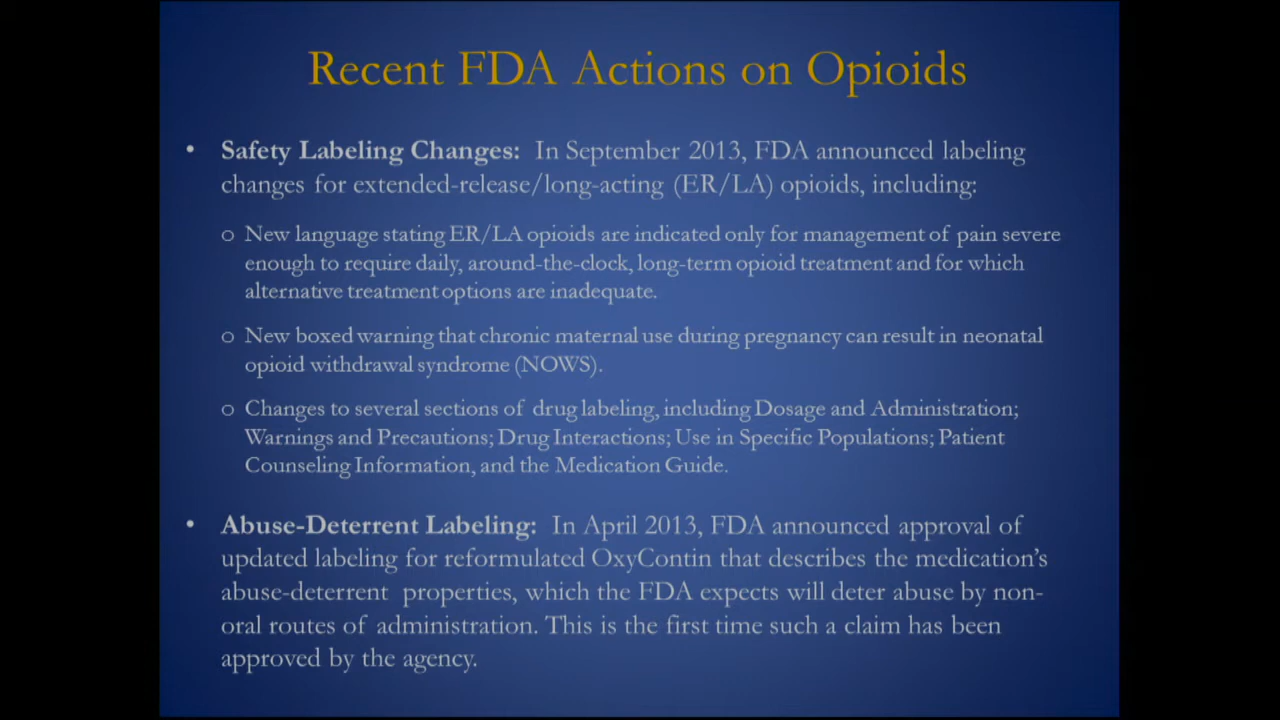 Recent FDA Actions on Opioids
• Safety Labeling Changes: In September 2013, FDA announced labeling
changes for extended-release/long-acting (ER/LA) opioids, including:
o New language stating ER/LA opioids are indicated only for management of pain severe
enough to require daily, around-the-clock, long-term opioid treatment and for which
alternative treatment options are inadequate.
o New boxed warning that chronic maternal use during pregnancy can result in neonatal
opioid withdrawal syndrome (NOWS).
o Changes to several sections of drug labeling, including Dosage and Administration;
Warnings and Precautions; Drug Interactions; Use in Specific Populations; Patient
Counseling Information, and the Medication Guide.
• Abuse-Deterrent Labeling: In April 2013, FDA announced approval of
updated labeling for reformulated OxyContin that describes the medication’s
abuse-deterrent properties, which the FDA expects will deter abuse by non-
oral routes of administration. This is the first time such a claim has been
approved by the agency.